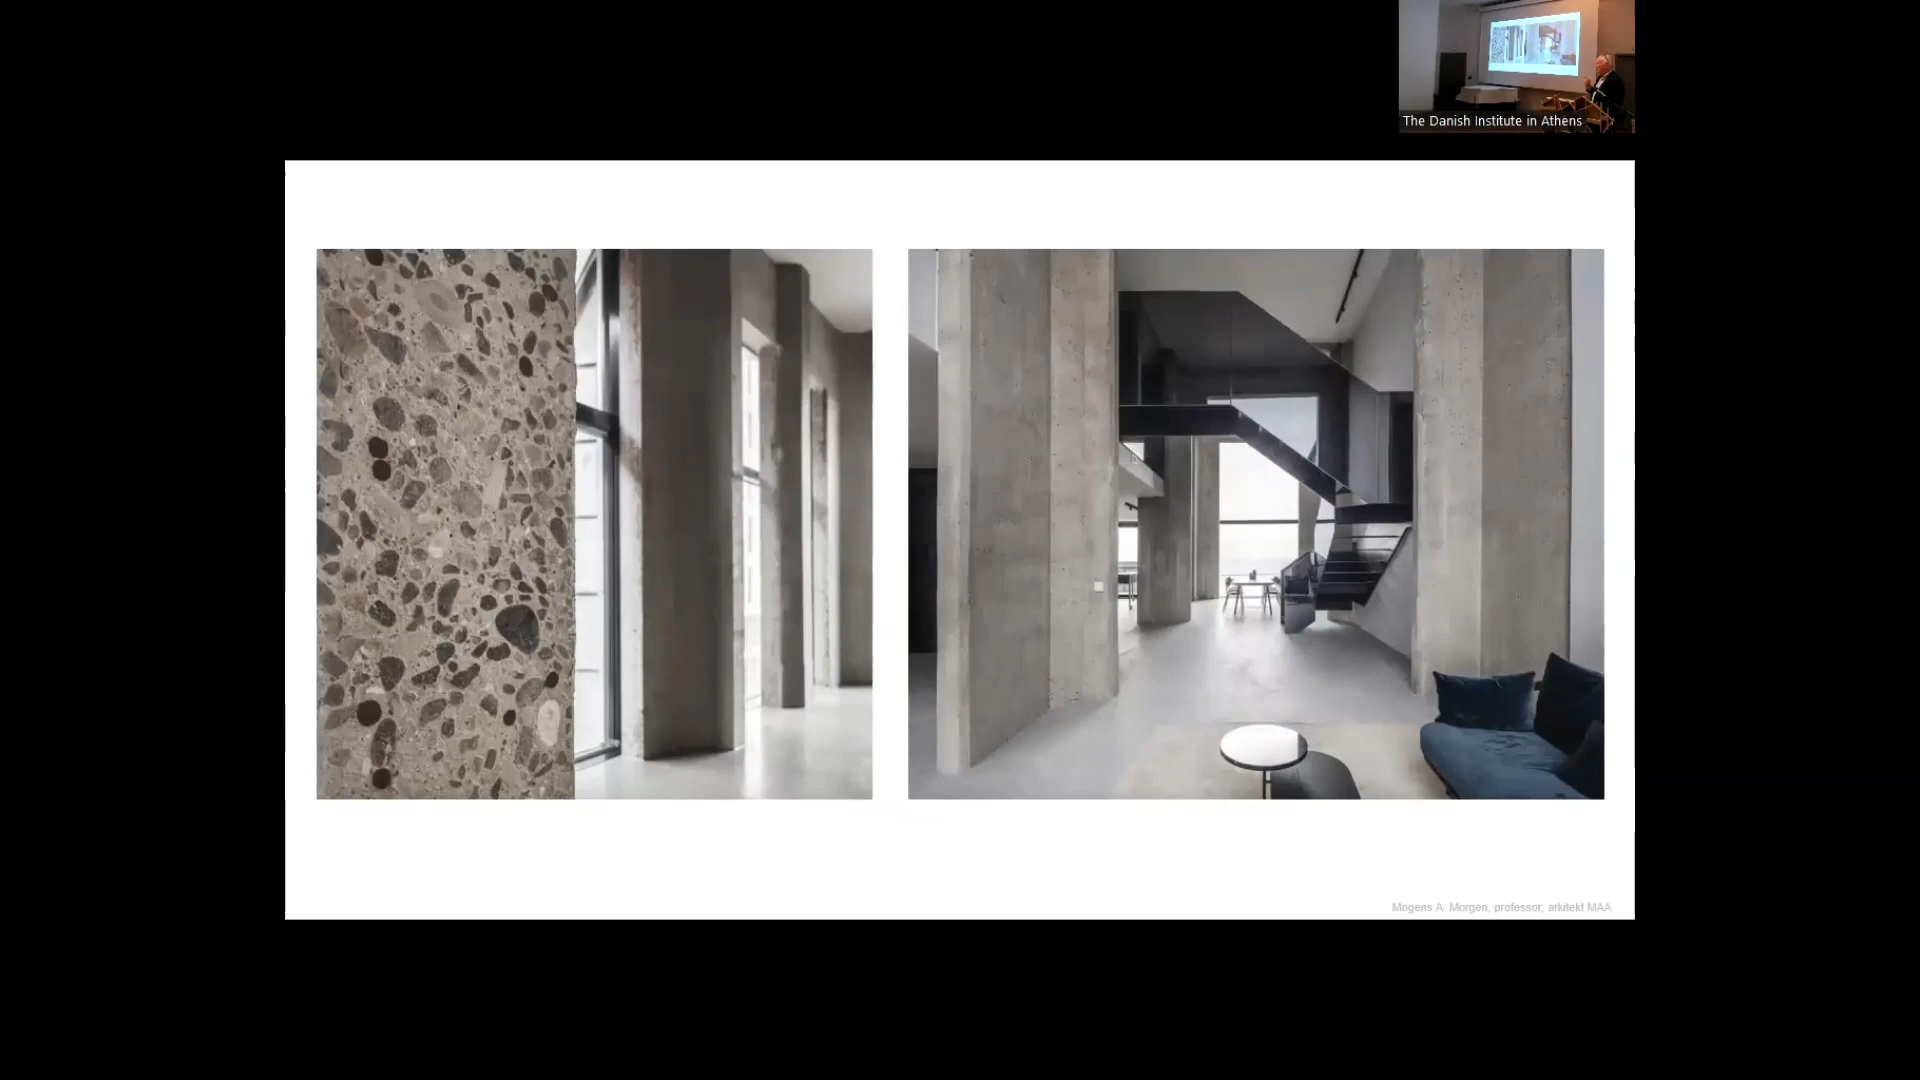 The Danish Institute in Athens
Mogens A. Morgen, professor, arkitekt MAA